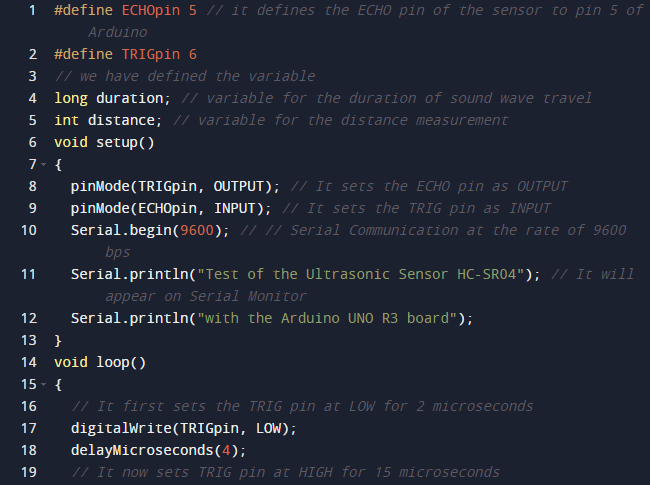 1 #define ECHOpin 5 // it defines the ECHO pin of the sensor to pin 5 of
Arduino
2 #define TRIGpin 6
3 // we have defined the variable
4 long duration; // variable for the duration of sound wave travel
5 int distance; // variable for the distance measurement
6 void setup()
7 {
8 pinMode(TRIGpin, OUTPUT); // It sets the ECHO pin as OUTPUT
9 pinMode(ECHOpin, INPUT); // It sets the TRIG pin as INPUT
10 Serial.begin(9600); // // Serial Communication at the rate of 9600
bps
11 Serial.println("Test of the Ultrasonic Sensor HC-SR04"); // It will
appear on Serial Monitor
12 Serial.println("with the Arduino UNO R3 board");
13 }
14 void loop()
15 {
16 // It first sets the TRIG pin at LOW for 2 microseconds
17 digitalWrite(TRIGpin, LOW);
18 delayMicroseconds(4);
19 // It now sets TRIG pin at HIGH for 15 microseconds